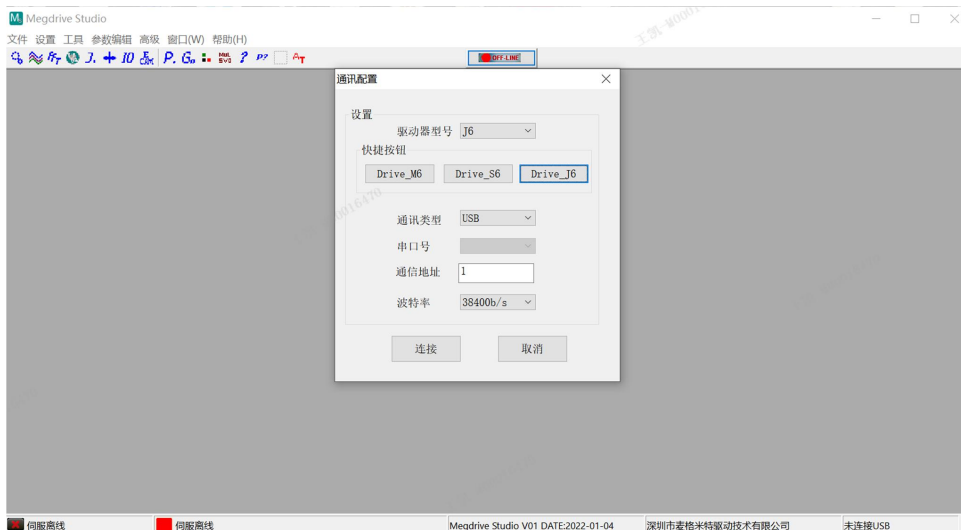 Megdrive Studio
文件 设置 工具 参数编辑 高级 窗口(W) 帮助(H)
OFF-LINE
通讯配置
设置
驱动器型号 J6
快捷按钮
Drive_M6 Drive_S6 Drive_J6
通讯类型 USB
串口号
通信地址 1
波特率 38400b/s
连接 取消
伺服离线 伺服离线 Megdrive Studio V01 DATE:2022-01-04 深圳市麦格米特驱动技术有限公司 未连接USB